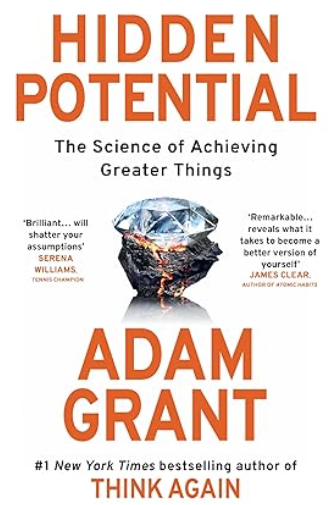 HIDDEN
POTENTIAL
The Science of Achieving
Greater Things
'Brilliant... will
shatter your
assumptions'
SERENA
WILLIAMS,
TENNIS CHAMPION
'Remarkable...
reveals what it
takes to become a
better version of
yourself'
JAMES CLEAR,
AUTHOR OF ATOMIC HABITS
ADAM
GRANT
#1 New York Times bestselling author of
THINK AGAIN